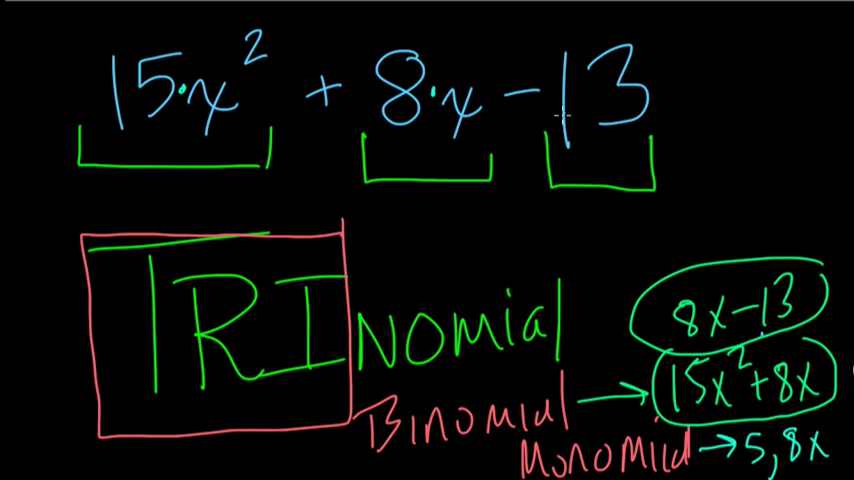 15·x² + 8·x - 13
TRINOMIAL
8x-13
Binomial → 15x²+8x
Monomial → 5, 8x